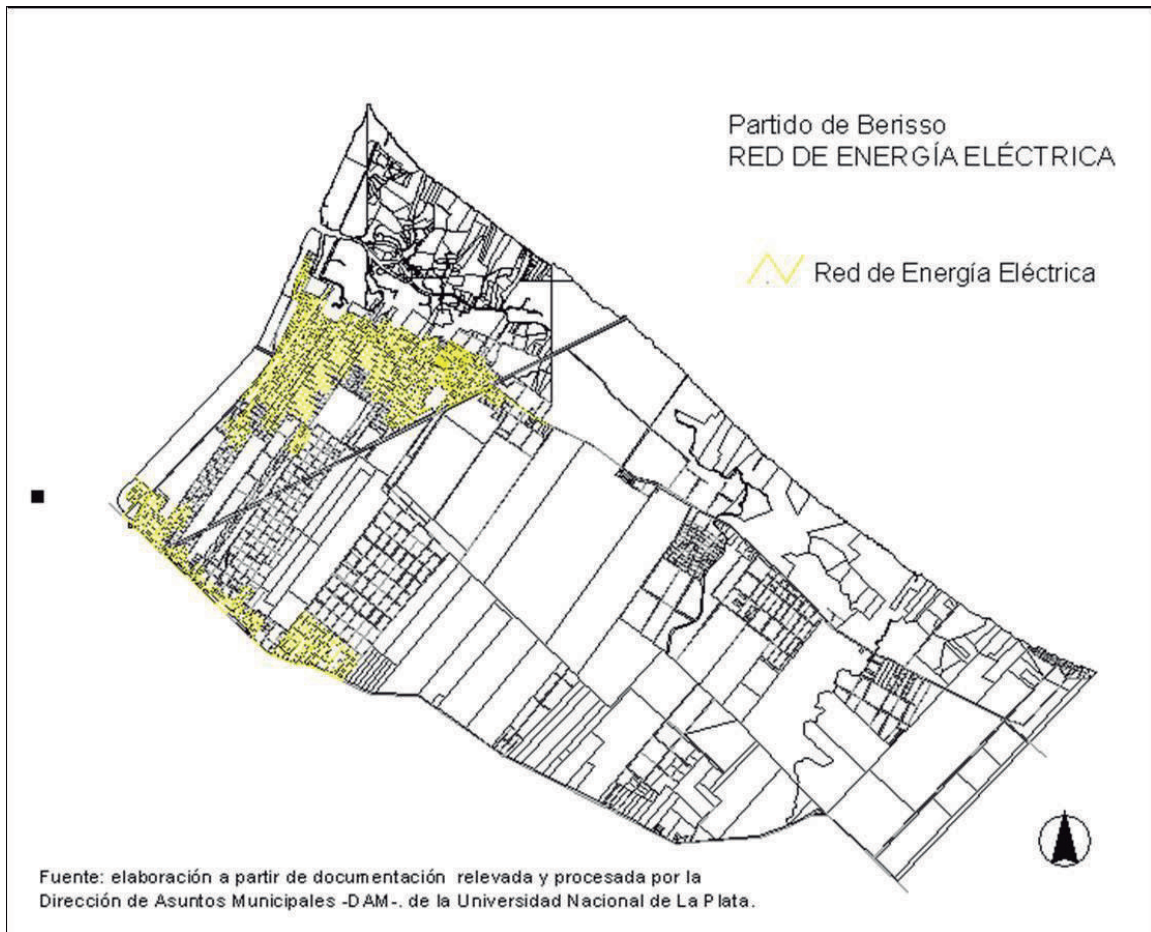 Partido de Berisso
RED DE ENERGÍA ELÉCTRICA
Red de Energía Eléctrica
Fuente: elaboración a partir de documentación relevada y procesada por la
Dirección de Asuntos Municipales -DAM-. de la Universidad Nacional de La Plata.